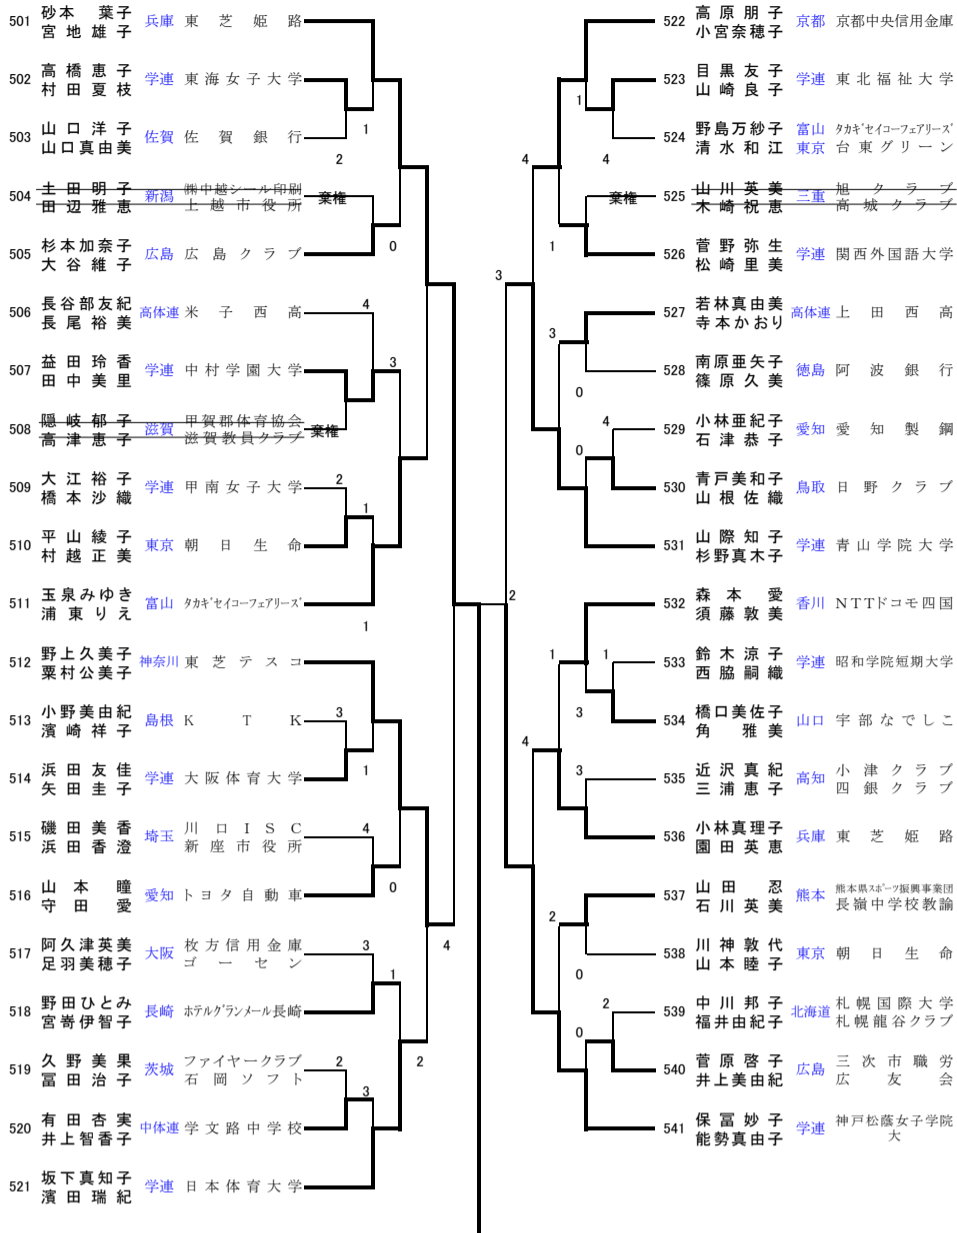 501 砂本 葉子 宮地雄子 兵庫 東芝姫路
502 高橋恵子 村田夏枝 学連 東海女子大学
1
503 山口洋子 山口真由美 佐賀 佐賀銀行
2
504 土田明子 田辺雅恵 新潟 ㈱中越シール印刷 上越市役所 棄権
0
505 杉本加奈子 大谷維子 広島 広島クラブ
506 長谷部友紀 長尾裕美 高体連 米子西高
4
507 益田玲香 田中美里 学連 中村学園大学
3
508 隠岐郁子 高津恵子 滋賀 甲賀郡体育協会 滋賀教員クラブ 棄権
509 大江裕子 橋本沙織 学連 甲南女子大学
2
1
510 平山綾子 村越正美 東京 朝日生命
511 玉泉みゆき 浦東りえ 富山 タカギセイコーフェアリーズ
1
512 野上久美子 粟村公美子 神奈川 東芝テスコ
513 小野美由紀 濱崎祥子 島根 KTK
3
514 浜田友佳 矢田圭子 学連 大阪体育大学
1
515 磯田美香 浜田香澄 埼玉 川口ISC 新座市役所
4
516 山本瞳 守田愛 愛知 トヨタ自動車
0
517 阿久津英美 足羽美穂子 大阪 枚方信用金庫 ゴーセン
3
4
518 野田ひとみ 宮嵜伊智子 長崎 ホテルグランメール長崎
1
519 久野美果 冨田治子 茨城 ファイヤークラブ 石岡ソフト
2
2
520 有田杏実 井上智香子 中体連 学文路中学校
3
521 坂下真知子 濱田瑞紀 学連 日本体育大学
2
522 高原朋子 小宮奈穂子 京都 京都中央信用金庫
523 目黒友子 山崎良子 学連 東北福祉大学
1
524 野島万紗子 清水和江 富山 東京 タカギセイコーフェアリーズ 台東グリーン
4
4
525 山川英美 木崎祝恵 三重 旭クラブ 高城クラブ 棄権
1
526 菅野弥生 松崎里美 学連 関西外国語大学
3
527 若林真由美 寺本かおり 高体連 上田西高
3
528 南原亜矢子 篠原久美 徳島 阿波銀行
0
529 小林亜紀子 石津恭子 愛知 愛知製鋼
4
0
530 青戸美和子 山根佐織 鳥取 日野クラブ
531 山際知子 杉野真木子 学連 青山学院大学
532 森本愛 須藤敦美 香川 NTTドコモ四国
533 鈴木涼子 西脇嗣織 学連 昭和学院短期大学
1
1
534 橋口美佐子 角雅美 山口 宇部なでしこ
3
4
535 近沢真紀 三浦恵子 高知 小津クラブ 四銀クラブ
3
536 小林真理子 園田英恵 兵庫 東芝姫路
537 山田忍 石川英美 熊本 熊本県スポーツ振興事業団 長嶺中学校教諭
2
538 川神敦代 山本睦子 東京 朝日生命
0
539 中川邦子 福井由紀子 北海道 札幌国際大学 札幌龍谷クラブ
2
0
540 菅原啓子 井上美由紀 広島 三次市職労 広友会
541 保冨妙子 能勢真由子 学連 神戸松蔭女子学院大